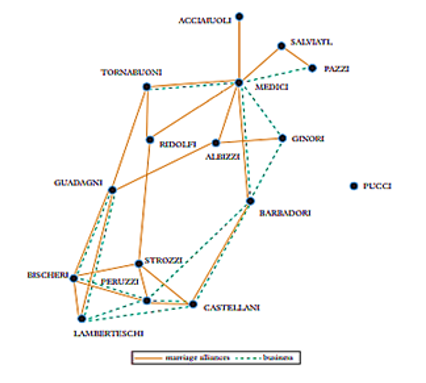 ACCIAIUOLI
SALVIATI
PAZZI
TORNABUONI
MEDICI
RIDOLFI
ALBIZZI
GINORI
GUADAGNI
PUCCI
BARBADORI
STROZZI
BISCHERI
PERUZZI
CASTELLANI
LAMBERTESCHI
marriage alliances business